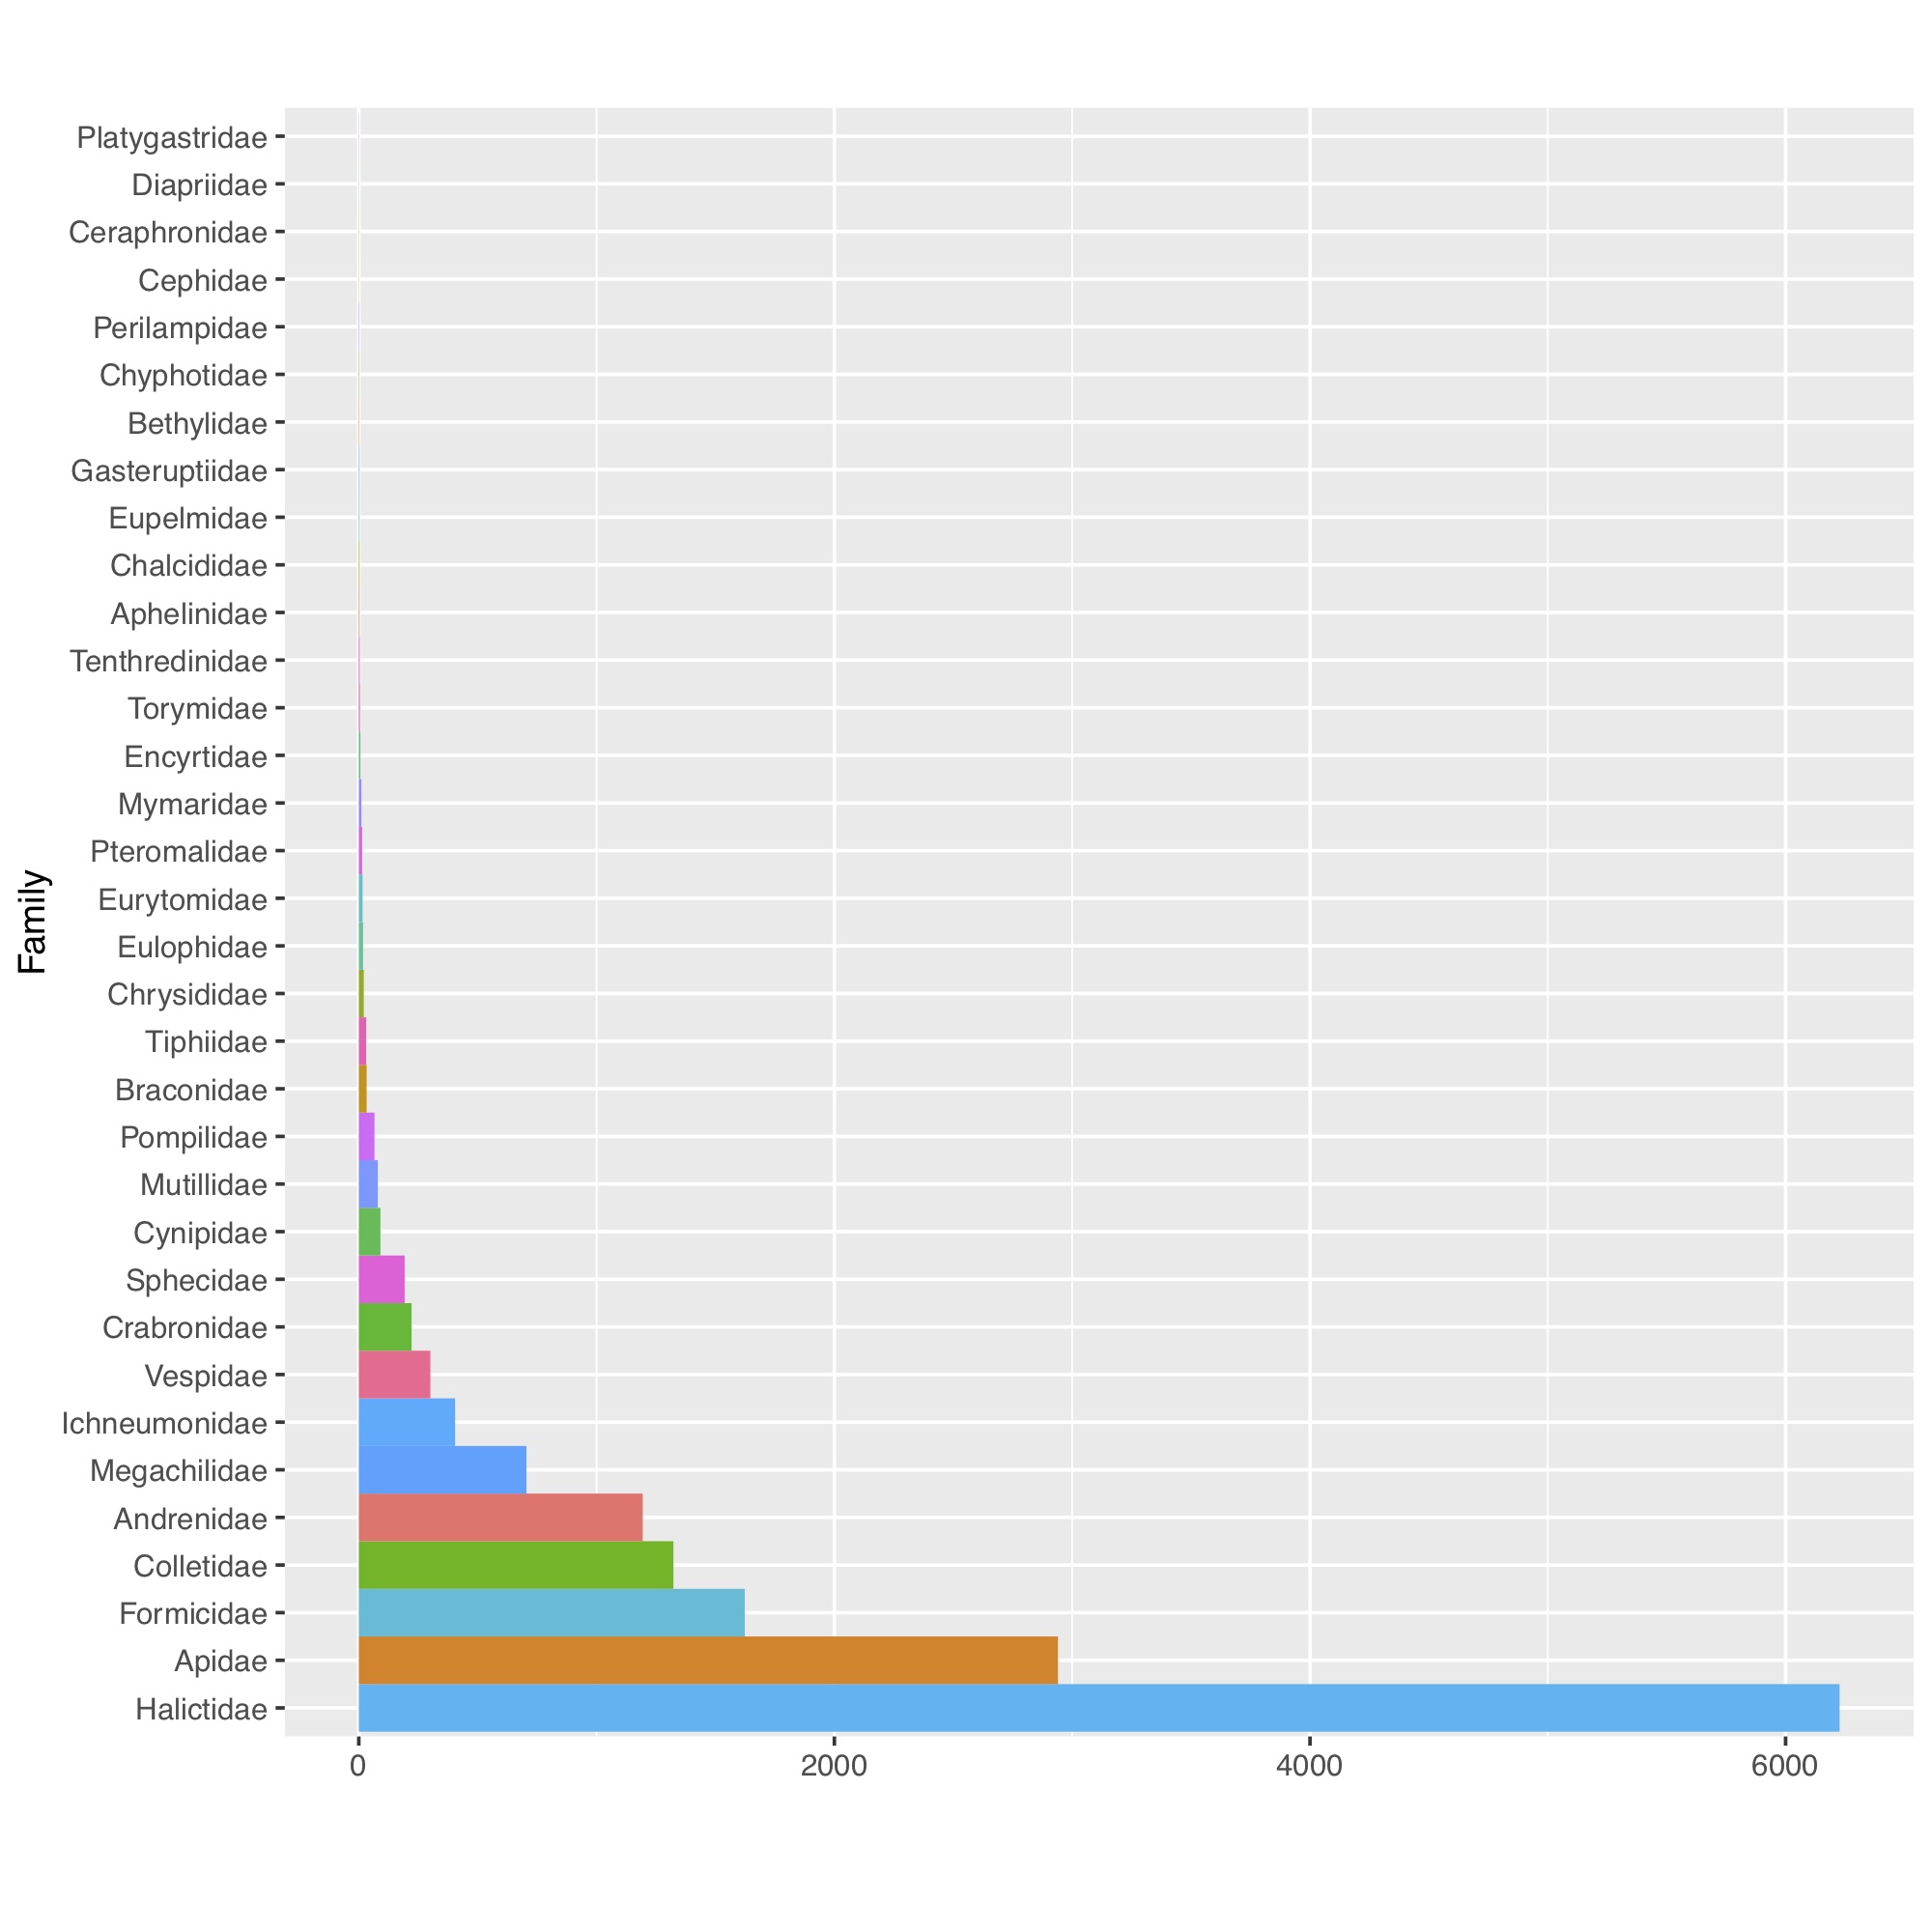 Platygastridae
Diapriidae
Ceraphronidae
Cephidae
Perilampidae
Chyphotidae
Bethylidae
Gasteruptiidae
Eupelmidae
Chalcididae
Aphelinidae
Tenthredinidae
Torymidae
Encyrtidae
Mymaridae
Pteromalidae
Eurytomidae
Eulophidae
Chrysididae
Tiphiidae
Braconidae
Pompilidae
Mutillidae
Cynipidae
Sphecidae
Crabronidae
Vespidae
Ichneumonidae
Megachilidae
Andrenidae
Colletidae
Formicidae
Apidae
Halictidae
Family
0 2000 4000 6000